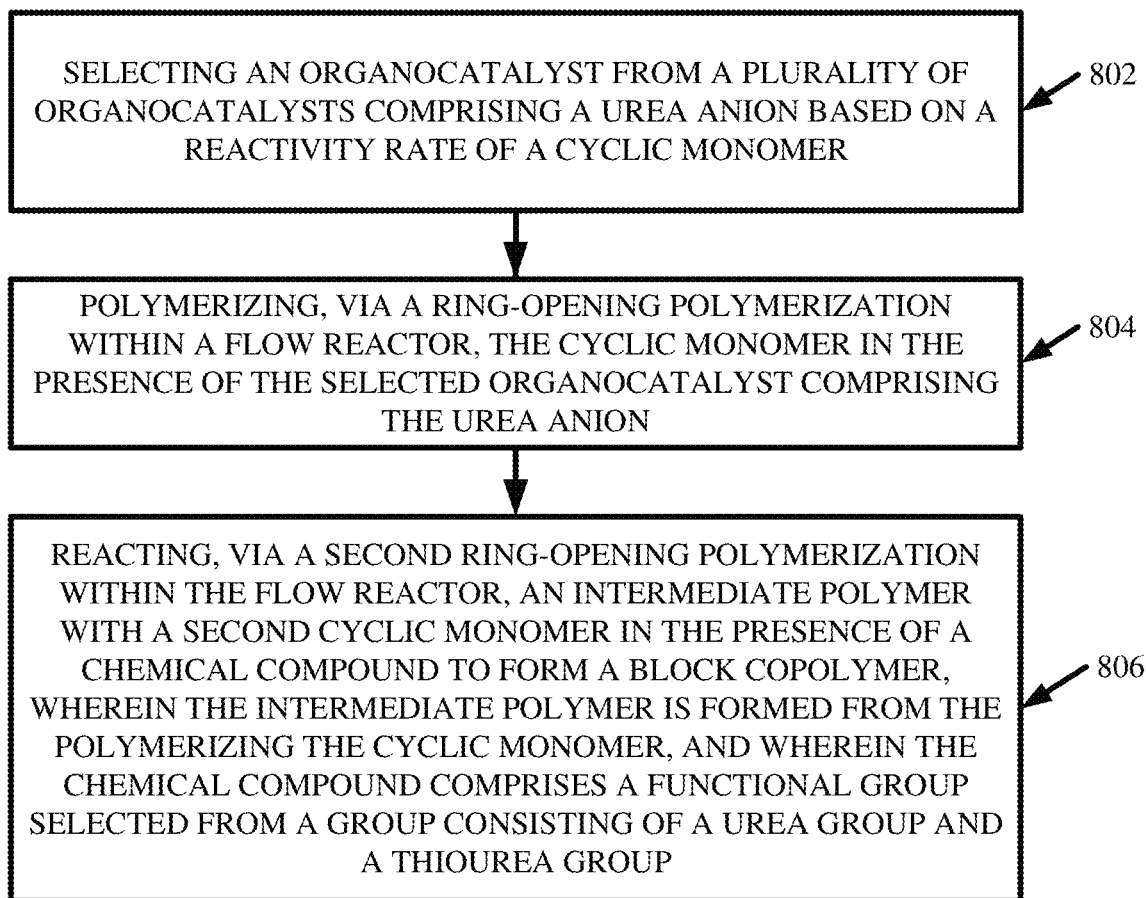 SELECTING AN ORGANOCATALYST FROM A PLURALITY OF
ORGANOCATALYSTS COMPRISING A UREA ANION BASED ON A
REACTIVITY RATE OF A CYCLIC MONOMER
802
POLYMERIZING, VIA A RING-OPENING POLYMERIZATION
WITHIN A FLOW REACTOR, THE CYCLIC MONOMER IN THE
PRESENCE OF THE SELECTED ORGANOCATALYST COMPRISING
THE UREA ANION
804
REACTING, VIA A SECOND RING-OPENING POLYMERIZATION
WITHIN THE FLOW REACTOR, AN INTERMEDIATE POLYMER
WITH A SECOND CYCLIC MONOMER IN THE PRESENCE OF A
CHEMICAL COMPOUND TO FORM A BLOCK COPOLYMER,
WHEREIN THE INTERMEDIATE POLYMER IS FORMED FROM THE
POLYMERIZING THE CYCLIC MONOMER, AND WHEREIN THE
CHEMICAL COMPOUND COMPRISES A FUNCTIONAL GROUP
SELECTED FROM A GROUP CONSISTING OF A UREA GROUP AND
A THIOUREA GROUP
806